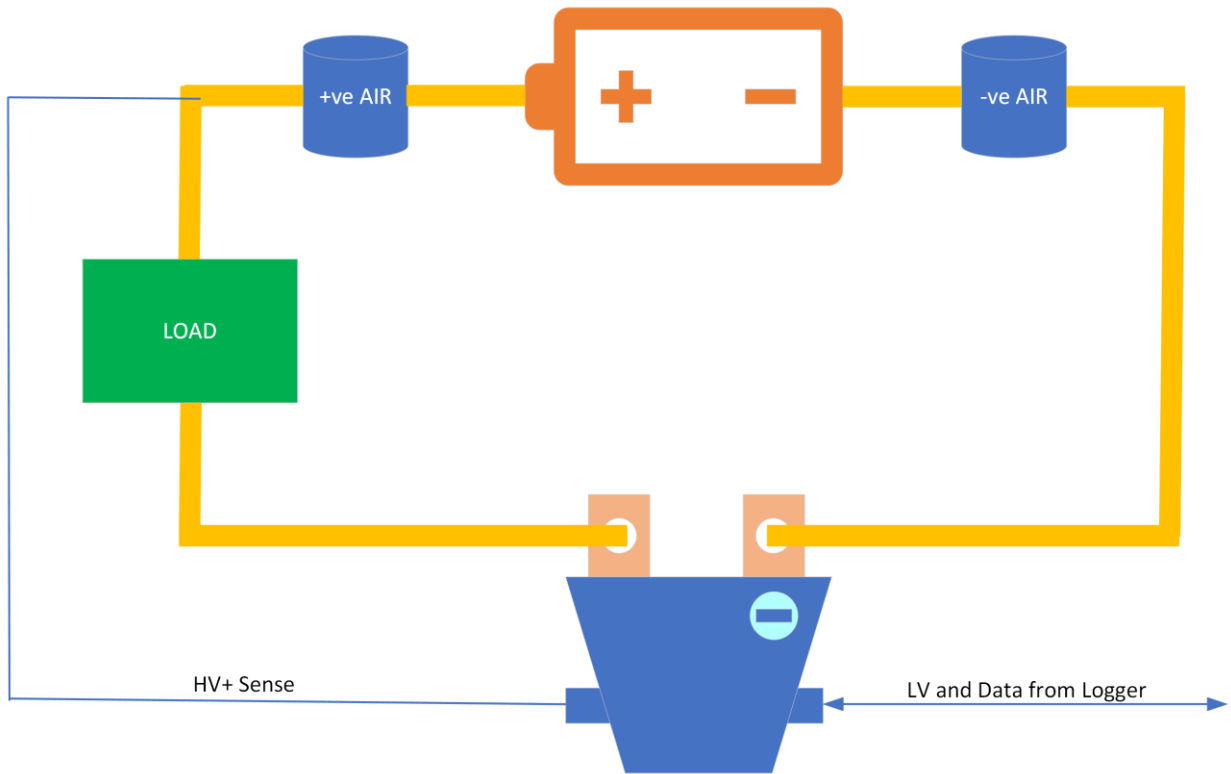 +ve AIR
-ve AIR
LOAD
HV+ Sense
LV and Data from Logger